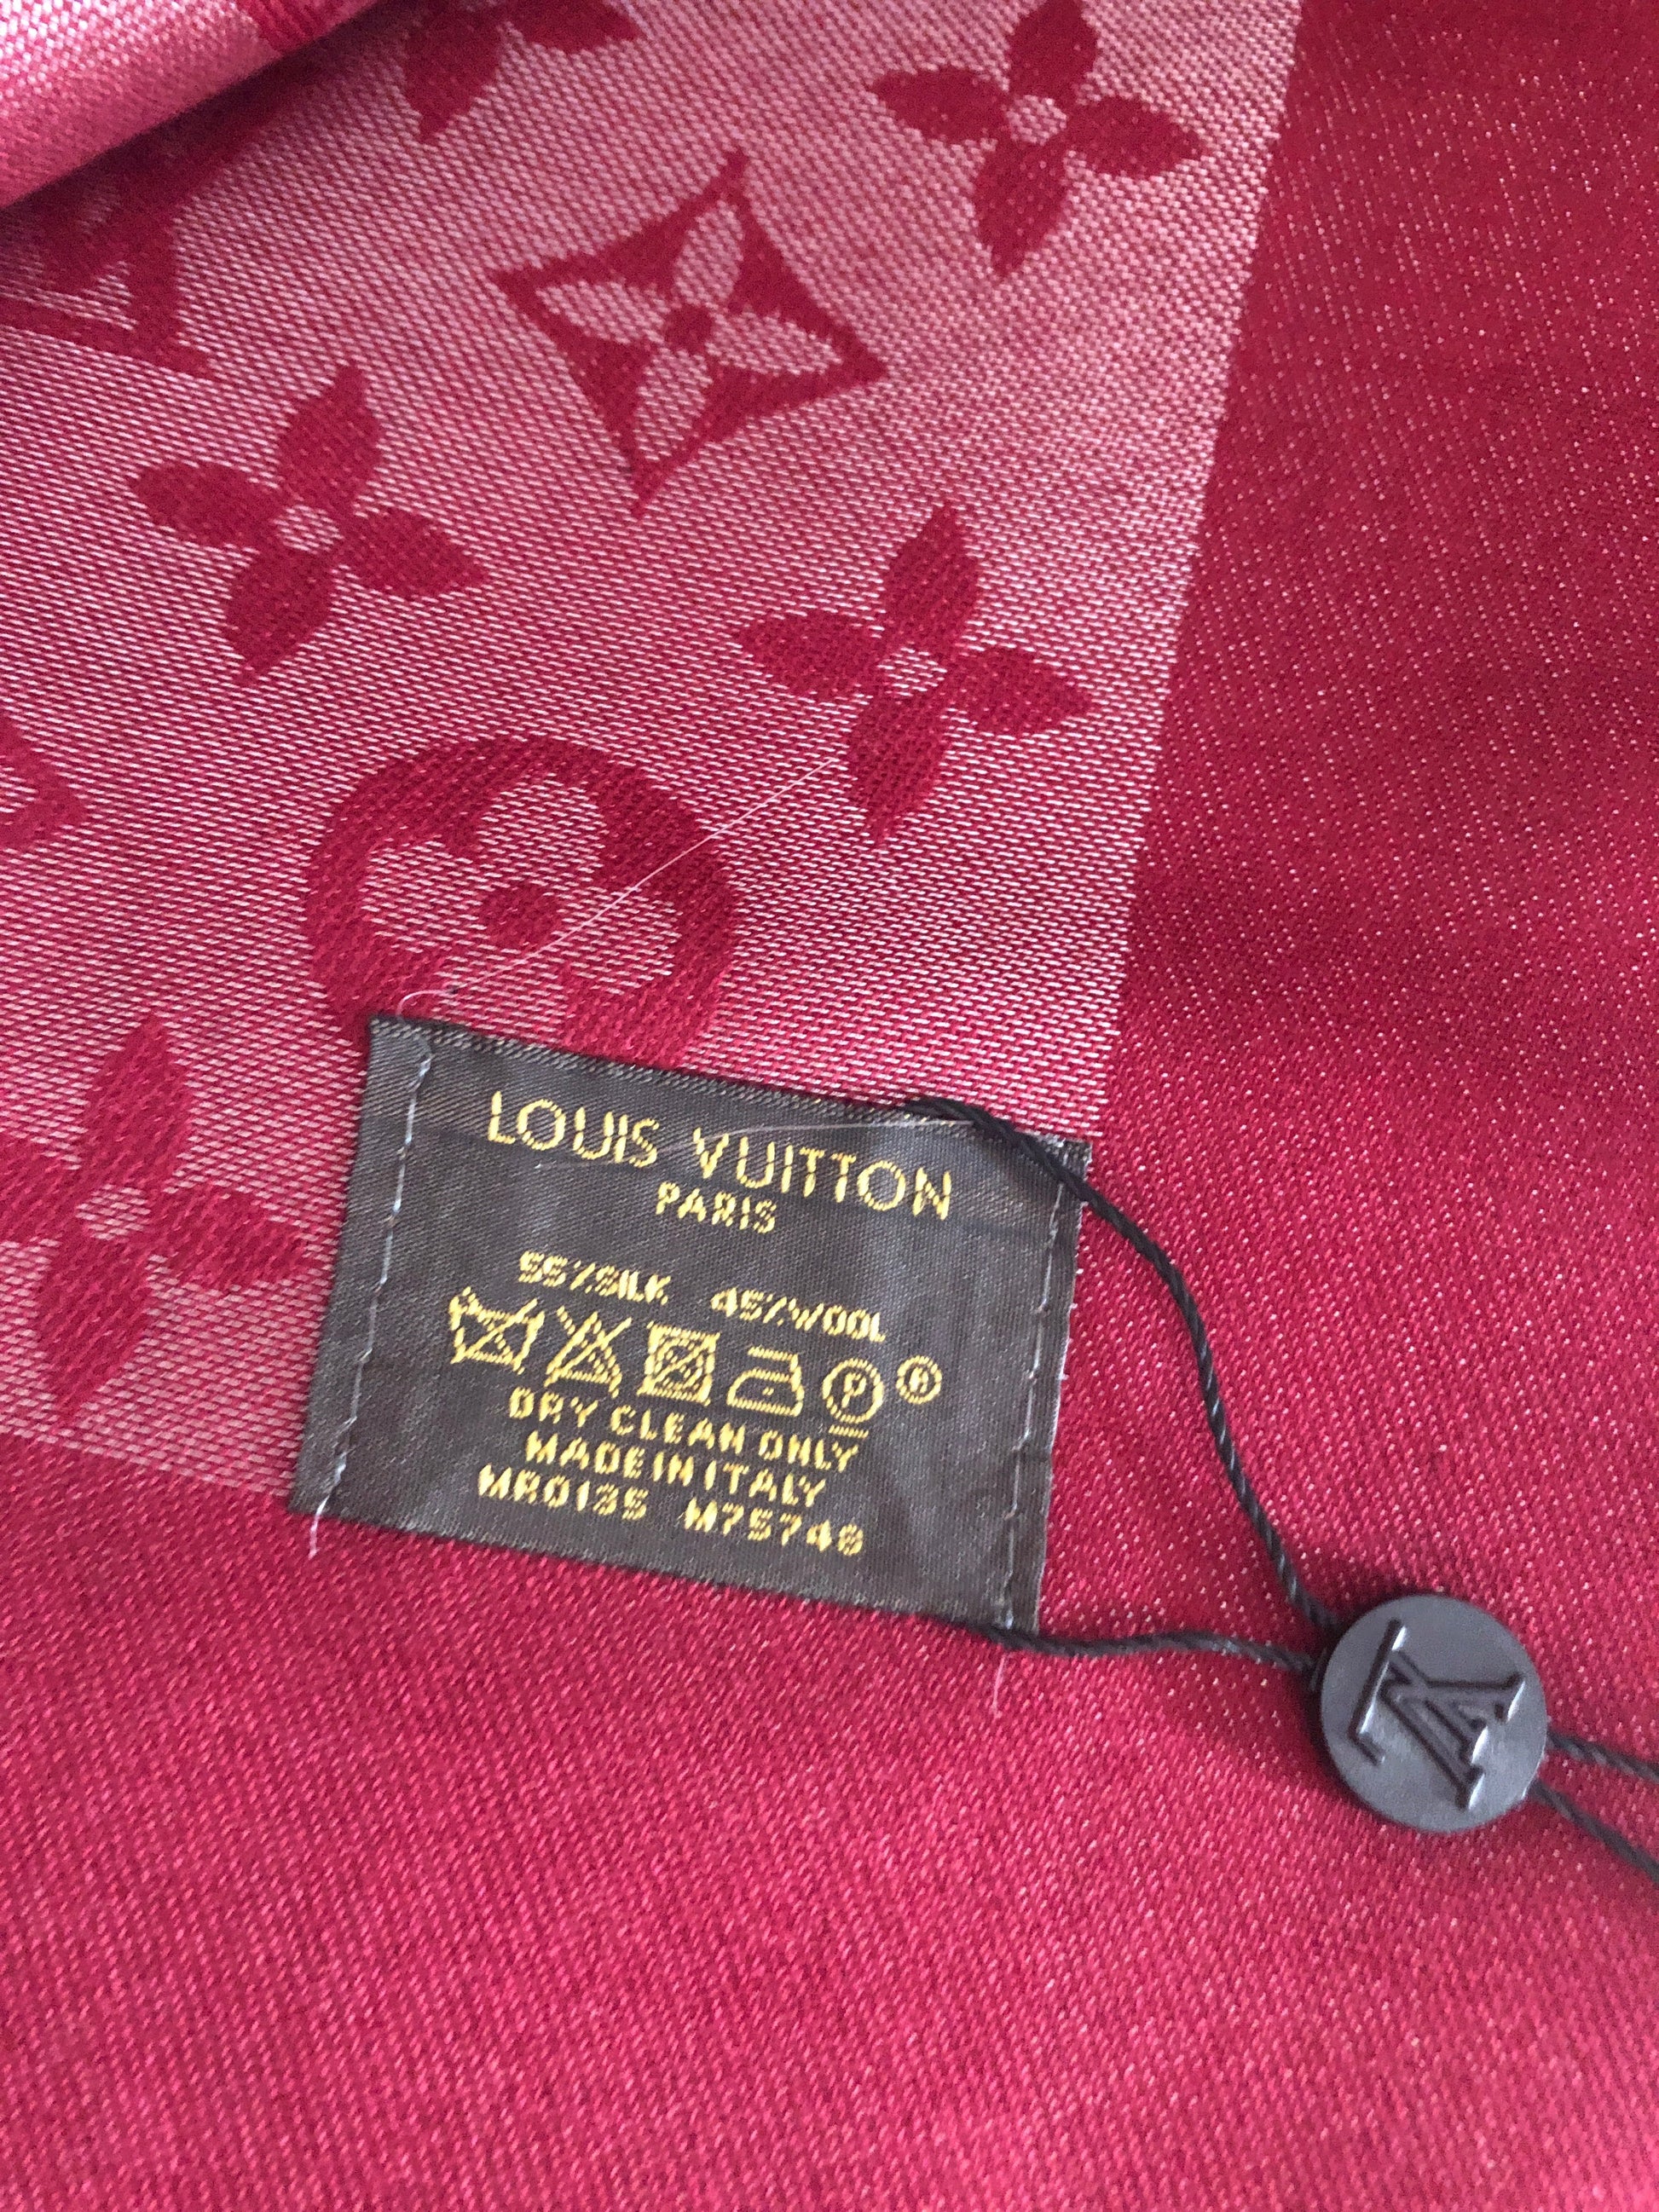 LOUIS VUITTON
PARIS
55%SILK 45%WOOL
P ®
DRY CLEAN ONLY
MADE IN ITALY
MR0135 M75748
LV